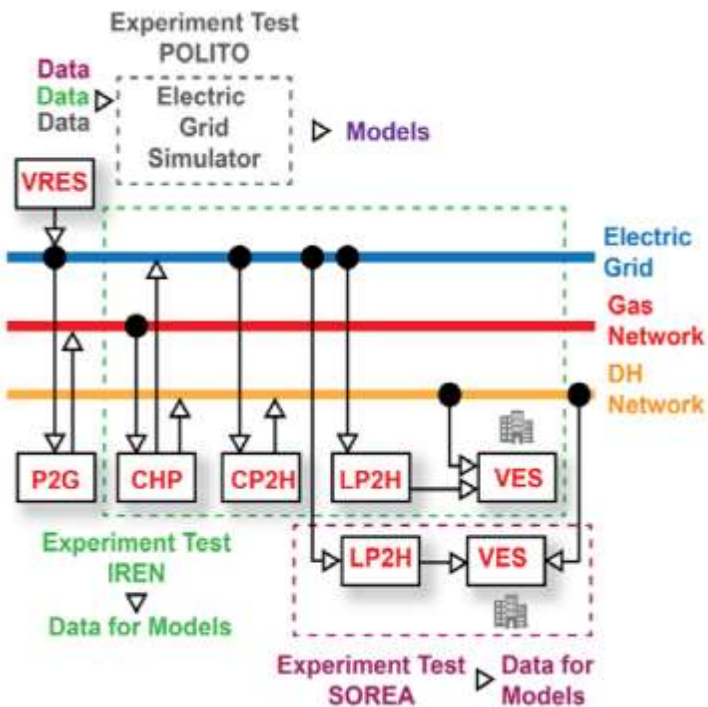 Experiment Test
POLITO
Data
Data
Data
Electric
Grid
Simulator
Models
VRES
Electric
Grid
Gas
Network
DH
Network
P2G
CHP
CP2H
LP2H
VES
Experiment Test
IREN
Data for Models
LP2H
VES
Experiment Test
SOREA
Data for
Models